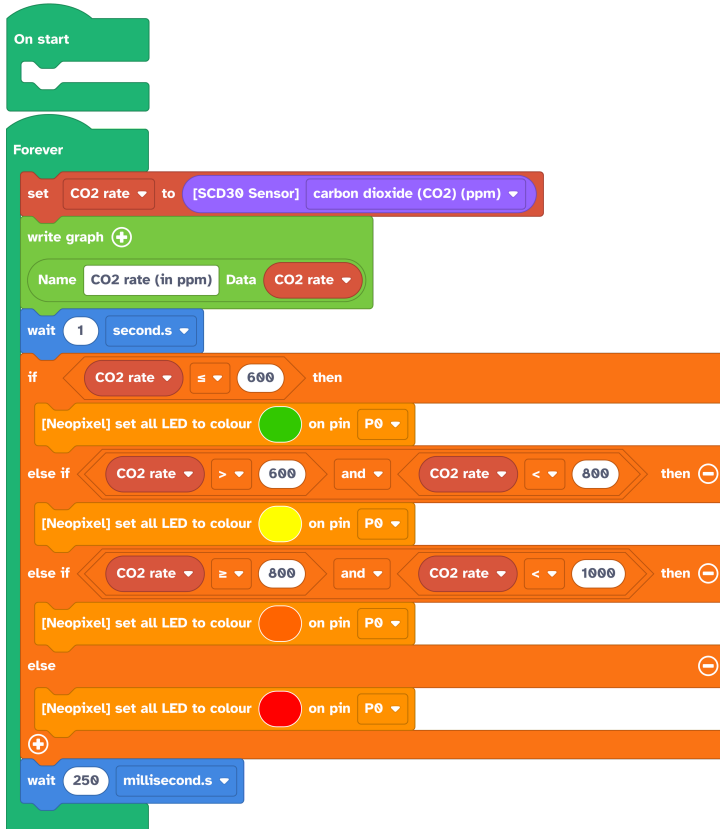 On start
Forever
set CO2 rate to [SCD30 Sensor] carbon dioxide (CO2) (ppm)
write graph
Name CO2 rate (in ppm) Data CO2 rate
wait 1 second.s
if CO2 rate ≤ 600 then
[Neopixel] set all LED to colour on pin P0
else if CO2 rate > 600 and CO2 rate < 800 then
[Neopixel] set all LED to colour on pin P0
else if CO2 rate ≥ 800 and CO2 rate < 1000 then
[Neopixel] set all LED to colour on pin P0
else
[Neopixel] set all LED to colour on pin P0
wait 250 millisecond.s